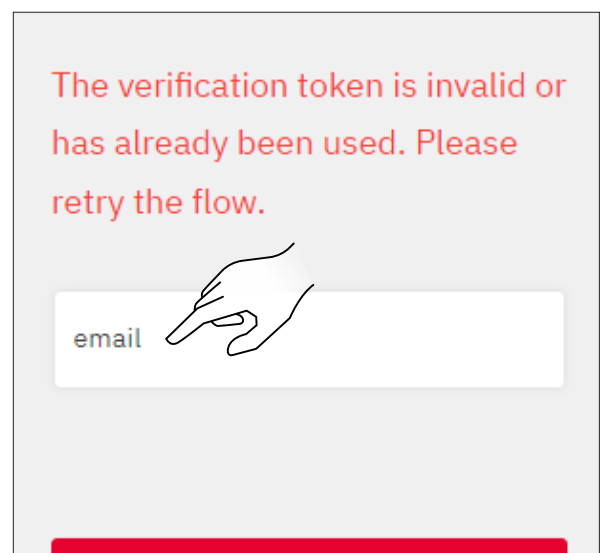 The verification token is invalid or
has already been used. Please
retry the flow.
email